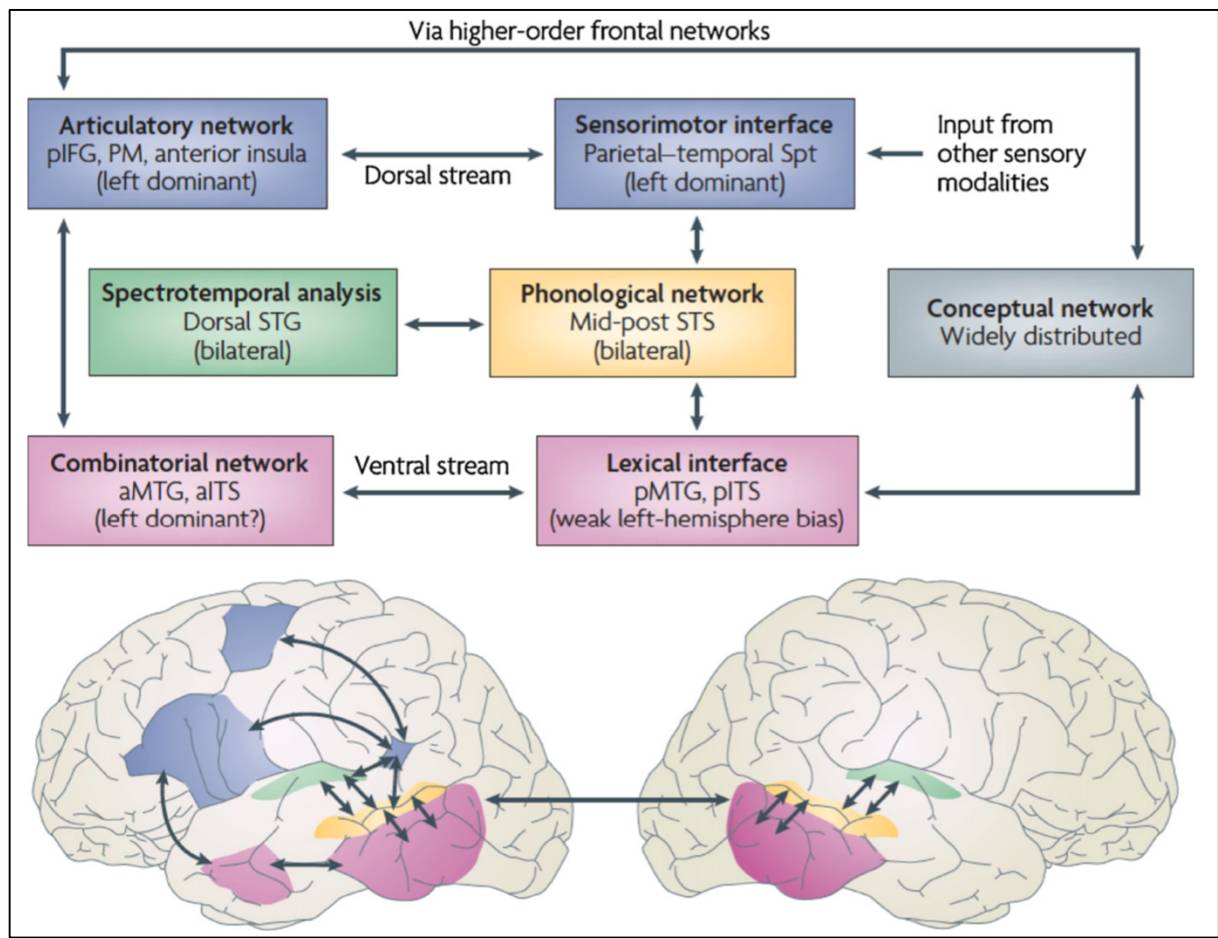 Via higher-order frontal networks
Articulatory network
pIFG, PM, anterior insula
(left dominant)
Dorsal stream
Sensorimotor interface
Parietal–temporal Spt
(left dominant)
Input from
other sensory
modalities
Spectrotemporal analysis
Dorsal STG
(bilateral)
Phonological network
Mid-post STS
(bilateral)
Conceptual network
Widely distributed
Combinatorial network
aMTG, aITS
(left dominant?)
Ventral stream
Lexical interface
pMTG, pITS
(weak left-hemisphere bias)